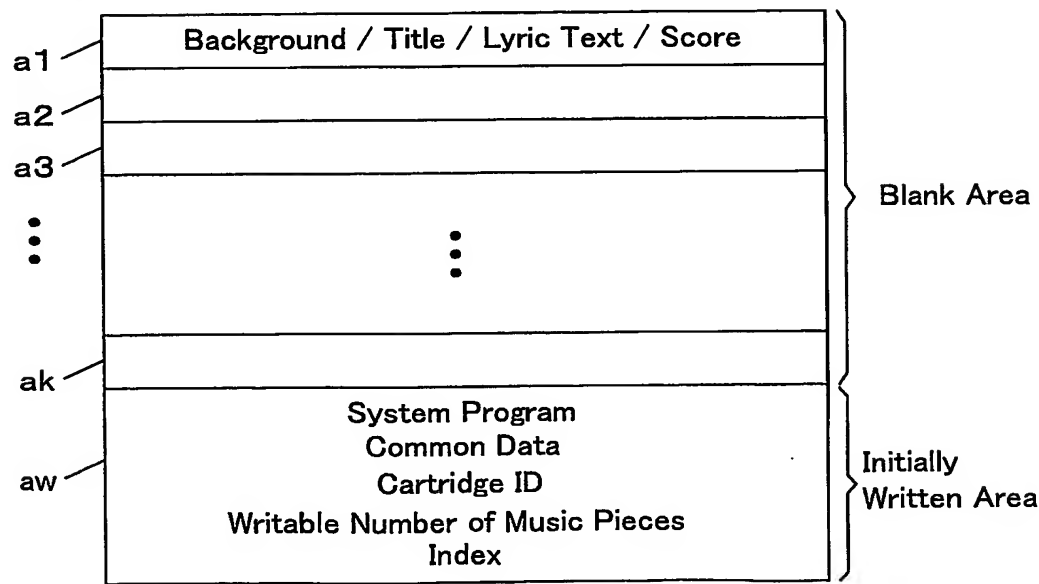 a1
Background / Title / Lyric Text / Score
a2
a3
Blank Area
ak
aw
System Program
Common Data
Cartridge ID
Writable Number of Music Pieces
Index
Initially
Written Area